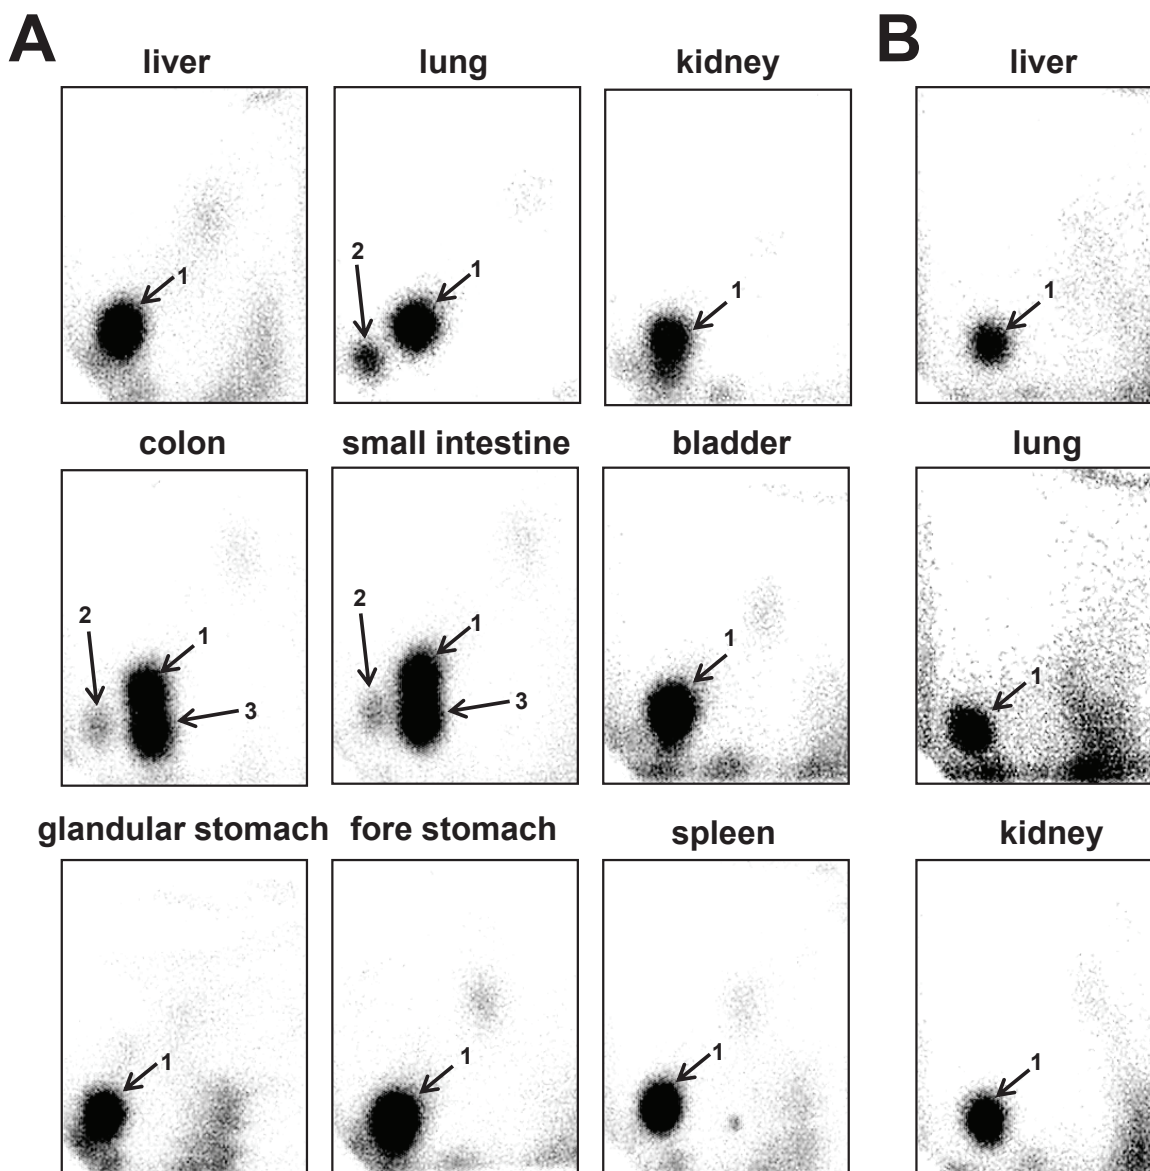 A B
liver lung kidney liver
1
2 1
1
1
colon small intestine bladder lung
2 1 3
2 1 3
1
1
glandular stomach fore stomach spleen kidney
1
1
1
1